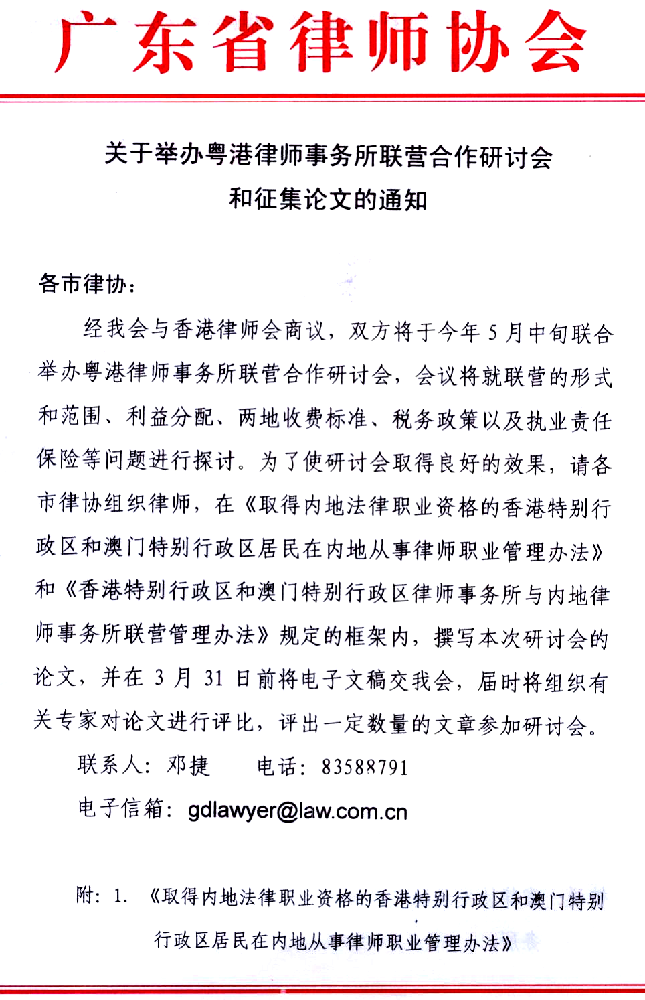 广东省律师协会
关于举办粤港律师事务所联营合作研讨会
和征集论文的通知
各市律协：
经我会与香港律师会商议，双方将于今年 5 月中旬联合
举办粤港律师事务所联营合作研讨会，会议将就联营的形式
和范围、利益分配、两地收费标准、税务政策以及执业责任
保险等问题进行探讨。为了使研讨会取得良好的效果，请各
市律协组织律师，在《取得内地法律职业资格的香港特别行
政区和澳门特别行政区居民在内地从事律师职业管理办法》
和《香港特别行政区和澳门特别行政区律师事务所与内地律
师事务所联营管理办法》规定的框架内，撰写本次研讨会的
论文，并在 3 月 31 日前将电子文稿交我会，届时将组织有
关专家对论文进行评比，评出一定数量的文章参加研讨会。
联系人：邓捷 电话：83588791
电子信箱：gdlawyer@law.com.cn
附：1. 《取得内地法律职业资格的香港特别行政区和澳门特别
行政区居民在内地从事律师职业管理办法》